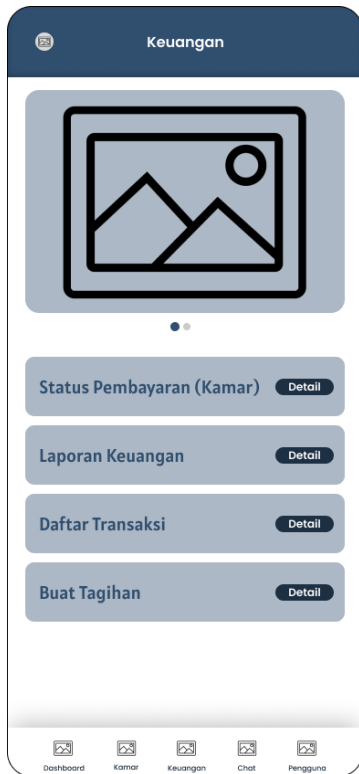 Keuangan
Status Pembayaran (Kamar) Detail
Laporan Keuangan Detail
Daftar Transaksi Detail
Buat Tagihan Detail
Dashboard Kamar Keuangan Chat Pengguna